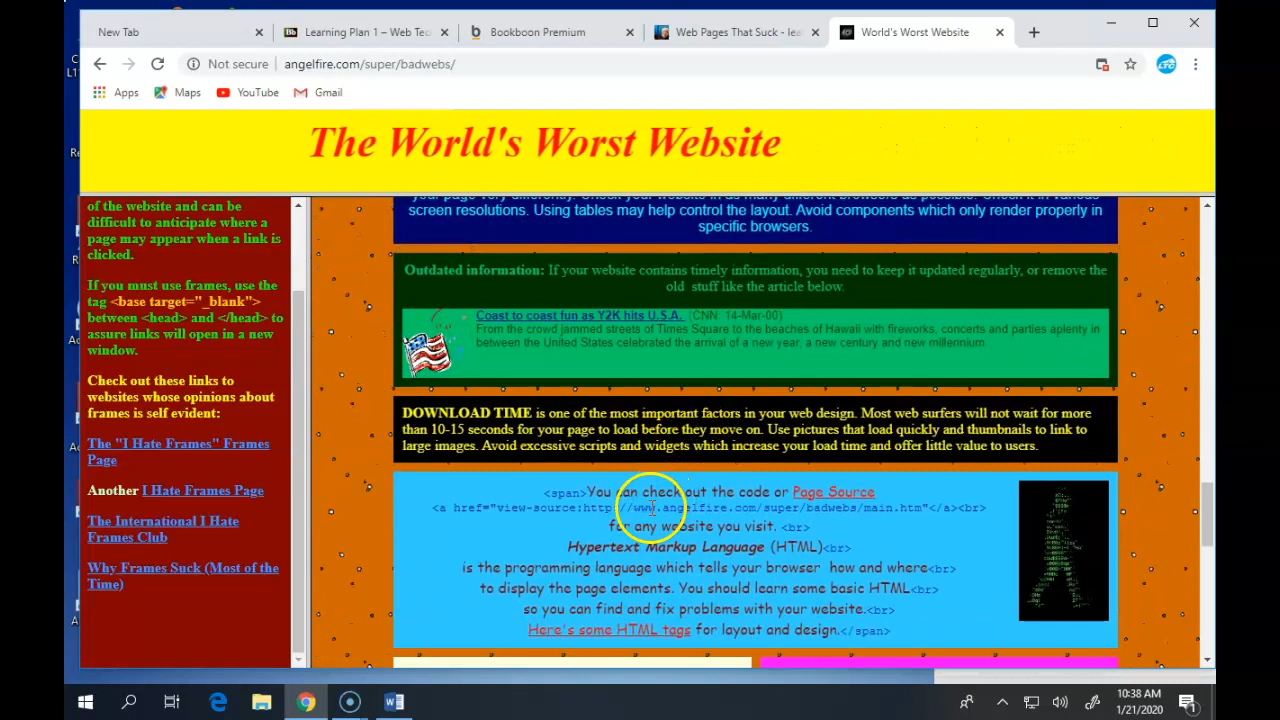 New Tab
Learning Plan 1 – Web Tec
Bookboon Premium
Web Pages That Suck - lea
World's Worst Website
Not secure
angelfire.com/super/badwebs/
Apps
Maps
YouTube
Gmail
The World's Worst Website
of the website and can be
difficult to anticipate where a
page may appear when a link is
clicked.
If you must use frames, use the
tag <base target="_blank">
between <head> and </head> to
assure links will open in a new
window.
Check out these links to
websites whose opinions about
frames is self evident:
The "I Hate Frames" Frames
Page
Another I Hate Frames Page
The International I Hate
Frames Club
Why Frames Suck (Most of the
Time)
screen resolutions. Using tables may help control the layout. Avoid components which only render properly in
specific browsers.
Outdated information: If your website contains timely information, you need to keep it updated regularly, or remove the
old stuff like the article below.
Coast to coast fun as Y2K hits U.S.A. (CNN: 14-Mar-00)
From the crowd jammed streets of Times Square to the beaches of Hawaii with fireworks, concerts and parties aplenty in
between the United States celebrated the arrival of a new year, a new century and new millennium.
DOWNLOAD TIME is one of the most important factors in your web design. Most web surfers will not wait for more
than 10-15 seconds for your page to load before they move on. Use pictures that load quickly and thumbnails to link to
large images. Avoid excessive scripts and widgets which increase your load time and offer little value to users.
<span>You can check out the code or Page Source
<a href="view-source:http://www.angelfire.com/super/badwebs/main.htm"</a><br>
for any website you visit. <br>
Hypertext Markup Language (HTML)<br>
is the programming language which tells your browser how and where<br>
to display the page elements. You should learn some basic HTML<br>
so you can find and fix problems with your website.<br>
Here's some HTML tags for layout and design.</span>
10:38 AM
1/21/2020